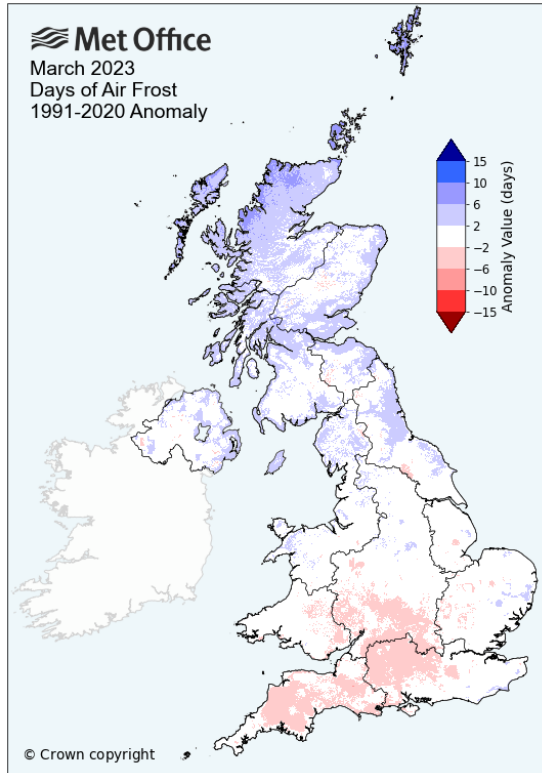 Met Office
March 2023
Days of Air Frost
1991-2020 Anomaly
15
10
6
2
−2
−6
−10
−15
Anomaly Value (days)
© Crown copyright